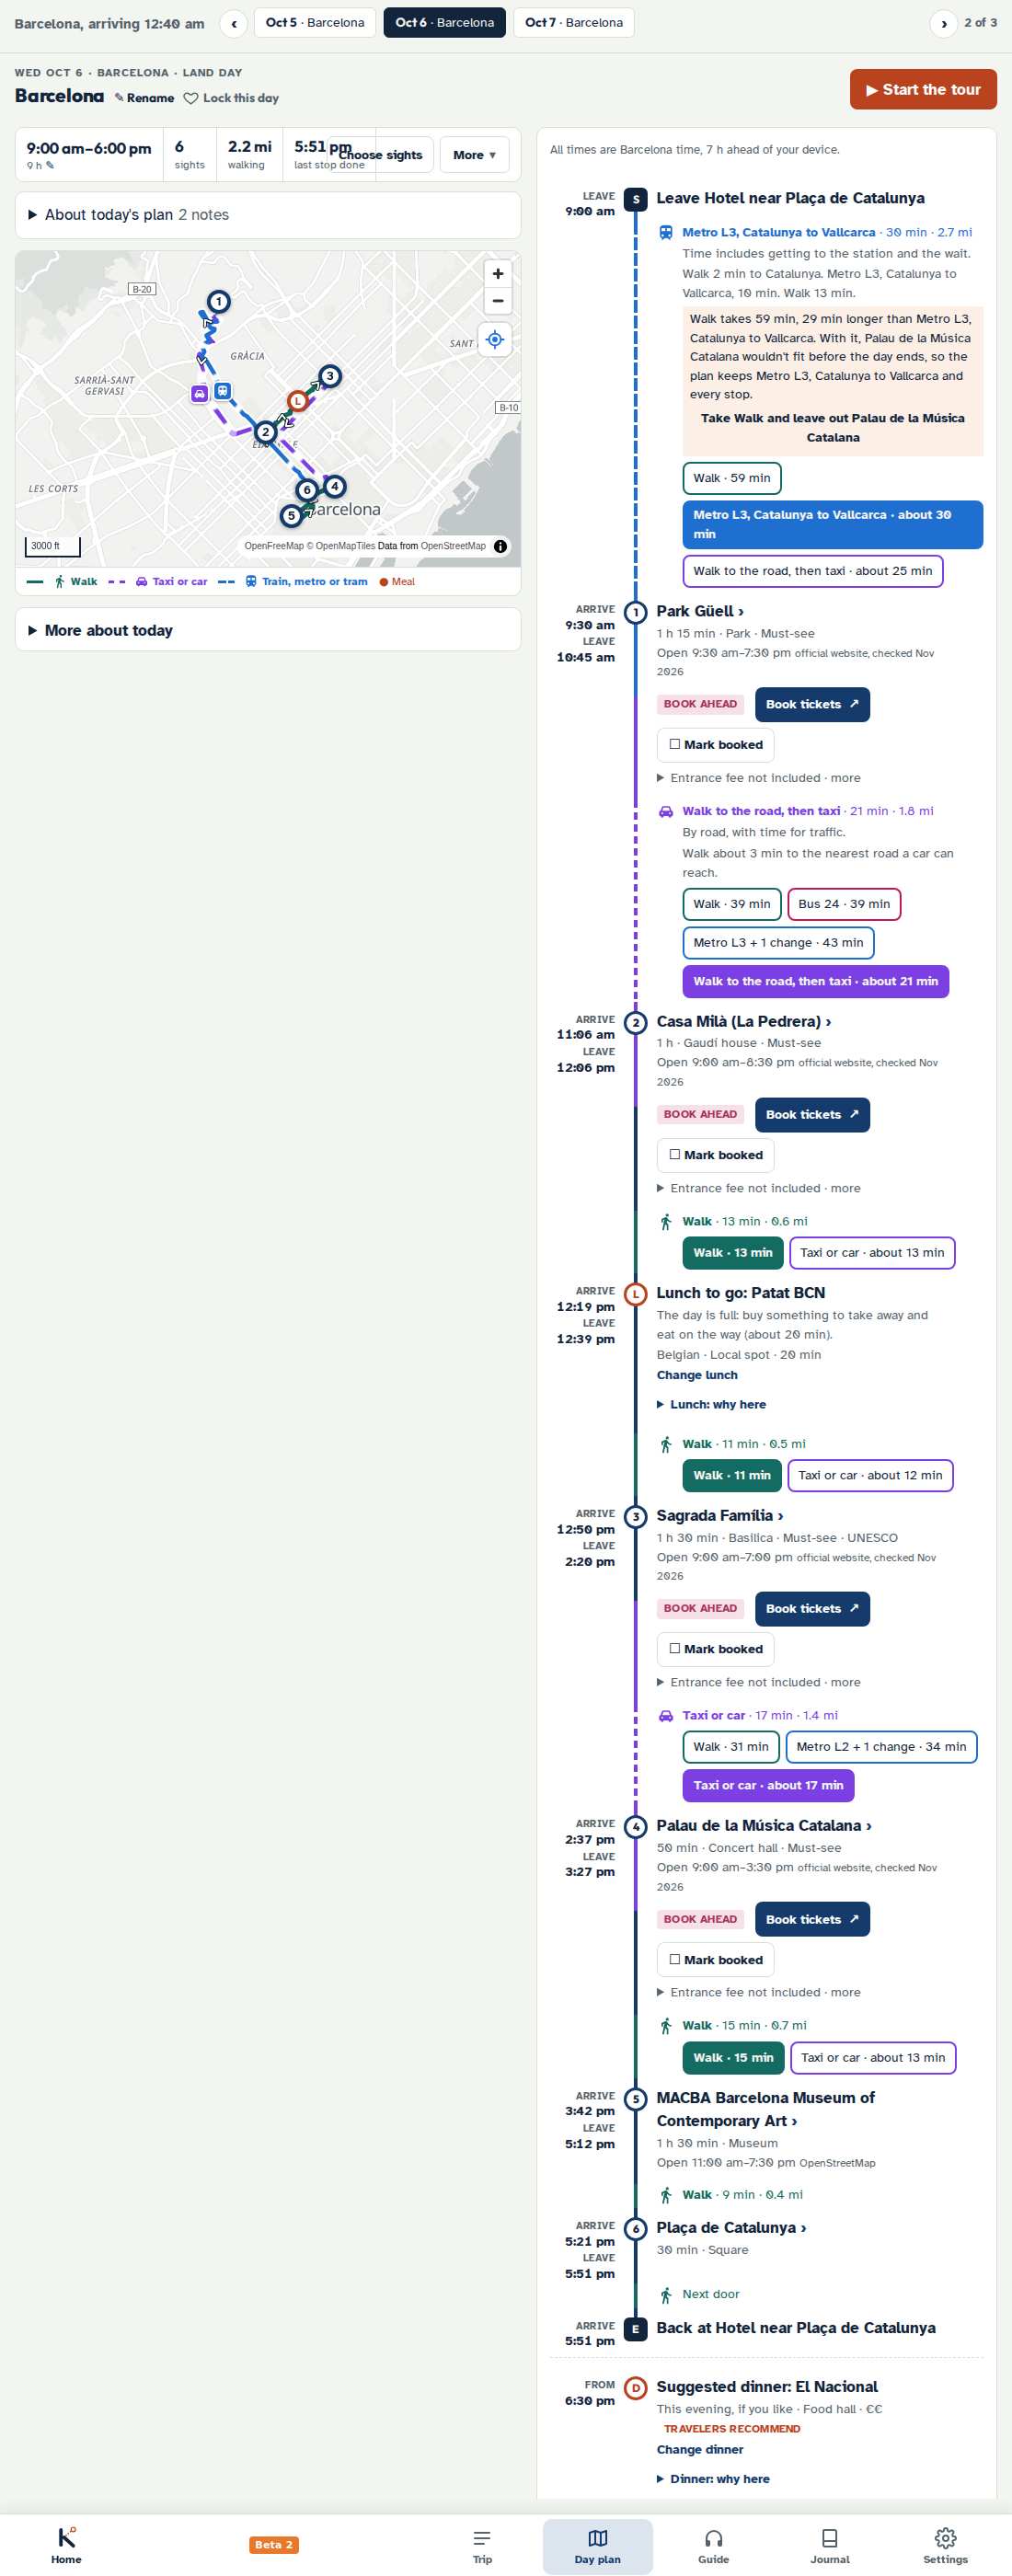 Barcelona, arriving 12:40 am
‹
Oct 5 · Barcelona
Oct 6 · Barcelona
Oct 7 · Barcelona
›
2 of 3
WED OCT 6 · BARCELONA · LAND DAY
Barcelona
✎ Rename
Lock this day
▶ Start the tour
9:00 am–6:00 pm
9 h ✎
6
sights
2.2 mi
walking
5:51 pm
last stop done
Choose sights
More ▾
▶ About today's plan 2 notes
B-20
1
GRÀCIA
SANT
SARRIÀ-SANT
GERVASI
3
L
B-10
2
LES CORTS
6
4
5
arcelona
3000 ft
OpenFreeMap © OpenMapTiles Data from OpenStreetMap
Walk
Taxi or car
Train, metro or tram
Meal
▶ More about today
All times are Barcelona time, 7 h ahead of your device.
LEAVE
9:00 am
S
Leave Hotel near Plaça de Catalunya
Metro L3, Catalunya to Vallcarca · 30 min · 2.7 mi
Time includes getting to the station and the wait.
Walk 2 min to Catalunya. Metro L3, Catalunya to
Vallcarca, 10 min. Walk 13 min.
Walk takes 59 min, 29 min longer than Metro L3,
Catalunya to Vallcarca. With it, Palau de la Música
Catalana wouldn't fit before the day ends, so the
plan keeps Metro L3, Catalunya to Vallcarca and
every stop.
Take Walk and leave out Palau de la Música
Catalana
Walk · 59 min
Metro L3, Catalunya to Vallcarca · about 30
min
Walk to the road, then taxi · about 25 min
ARRIVE
9:30 am
LEAVE
10:45 am
1
Park Güell ›
1 h 15 min · Park · Must-see
Open 9:30 am–7:30 pm official website, checked Nov
2026
BOOK AHEAD
Book tickets ↗
☐ Mark booked
▶ Entrance fee not included · more
Walk to the road, then taxi · 21 min · 1.8 mi
By road, with time for traffic.
Walk about 3 min to the nearest road a car can
reach.
Walk · 39 min
Bus 24 · 39 min
Metro L3 + 1 change · 43 min
Walk to the road, then taxi · about 21 min
ARRIVE
11:06 am
LEAVE
12:06 pm
2
Casa Milà (La Pedrera) ›
1 h · Gaudí house · Must-see
Open 9:00 am–8:30 pm official website, checked Nov
2026
BOOK AHEAD
Book tickets ↗
☐ Mark booked
▶ Entrance fee not included · more
Walk · 13 min · 0.6 mi
Walk · 13 min
Taxi or car · about 13 min
ARRIVE
12:19 pm
LEAVE
12:39 pm
L
Lunch to go: Patat BCN
The day is full: buy something to take away and
eat on the way (about 20 min).
Belgian · Local spot · 20 min
Change lunch
▶ Lunch: why here
Walk · 11 min · 0.5 mi
Walk · 11 min
Taxi or car · about 12 min
ARRIVE
12:50 pm
LEAVE
2:20 pm
3
Sagrada Família ›
1 h 30 min · Basilica · Must-see · UNESCO
Open 9:00 am–7:00 pm official website, checked Nov
2026
BOOK AHEAD
Book tickets ↗
☐ Mark booked
▶ Entrance fee not included · more
Taxi or car · 17 min · 1.4 mi
Walk · 31 min
Metro L2 + 1 change · 34 min
Taxi or car · about 17 min
ARRIVE
2:37 pm
LEAVE
3:27 pm
4
Palau de la Música Catalana ›
50 min · Concert hall · Must-see
Open 9:00 am–3:30 pm official website, checked Nov
2026
BOOK AHEAD
Book tickets ↗
☐ Mark booked
▶ Entrance fee not included · more
Walk · 15 min · 0.7 mi
Walk · 15 min
Taxi or car · about 13 min
ARRIVE
3:42 pm
LEAVE
5:12 pm
5
MACBA Barcelona Museum of
Contemporary Art ›
1 h 30 min · Museum
Open 11:00 am–7:30 pm OpenStreetMap
Walk · 9 min · 0.4 mi
ARRIVE
5:21 pm
LEAVE
5:51 pm
6
Plaça de Catalunya ›
30 min · Square
Next door
ARRIVE
5:51 pm
E
Back at Hotel near Plaça de Catalunya
FROM
6:30 pm
D
Suggested dinner: El Nacional
This evening, if you like · Food hall · €€
TRAVELERS RECOMMEND
Change dinner
▶ Dinner: why here
Home
Beta 2
Trip
Day plan
Guide
Journal
Settings